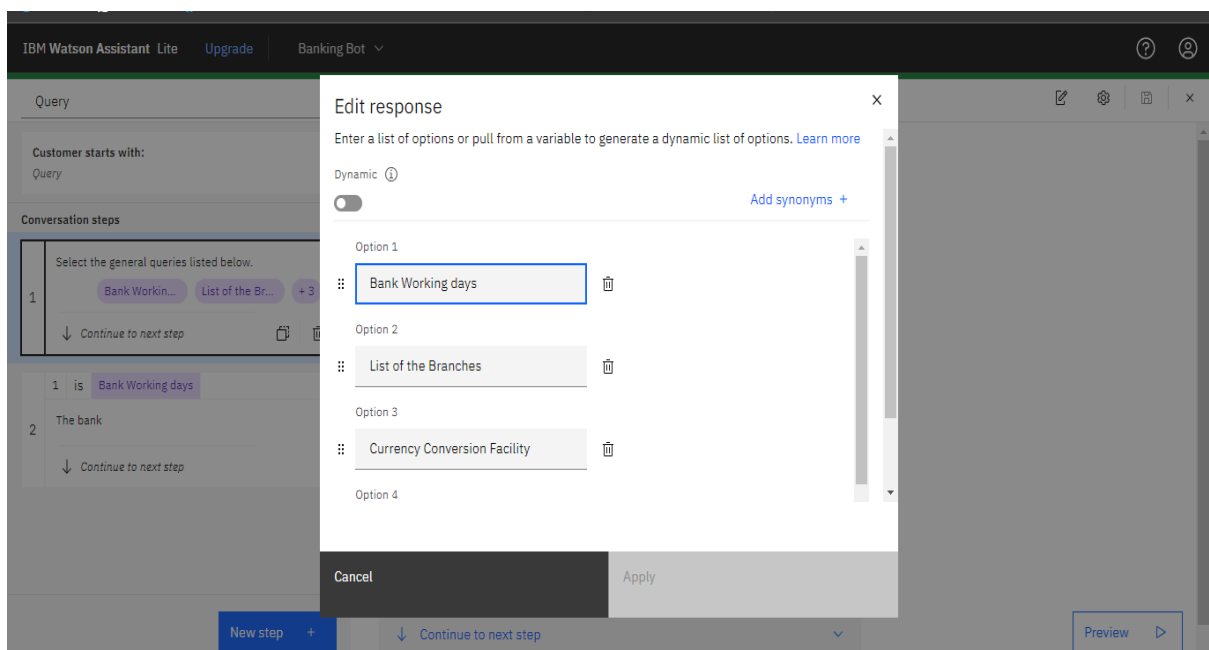 IBM Watson Assistant Lite Upgrade Banking Bot
Query
Customer starts with:
Query
Conversation steps
1
Select the general queries listed below.
Bank Workin... List of the Br... + 3
Continue to next step
1 is Bank Working days
2
The bank
Continue to next step
New step +
Edit response
Enter a list of options or pull from a variable to generate a dynamic list of options. Learn more
Dynamic
Add synonyms +
Option 1
Bank Working days
Option 2
List of the Branches
Option 3
Currency Conversion Facility
Option 4
Cancel
Apply
Continue to next step
Preview